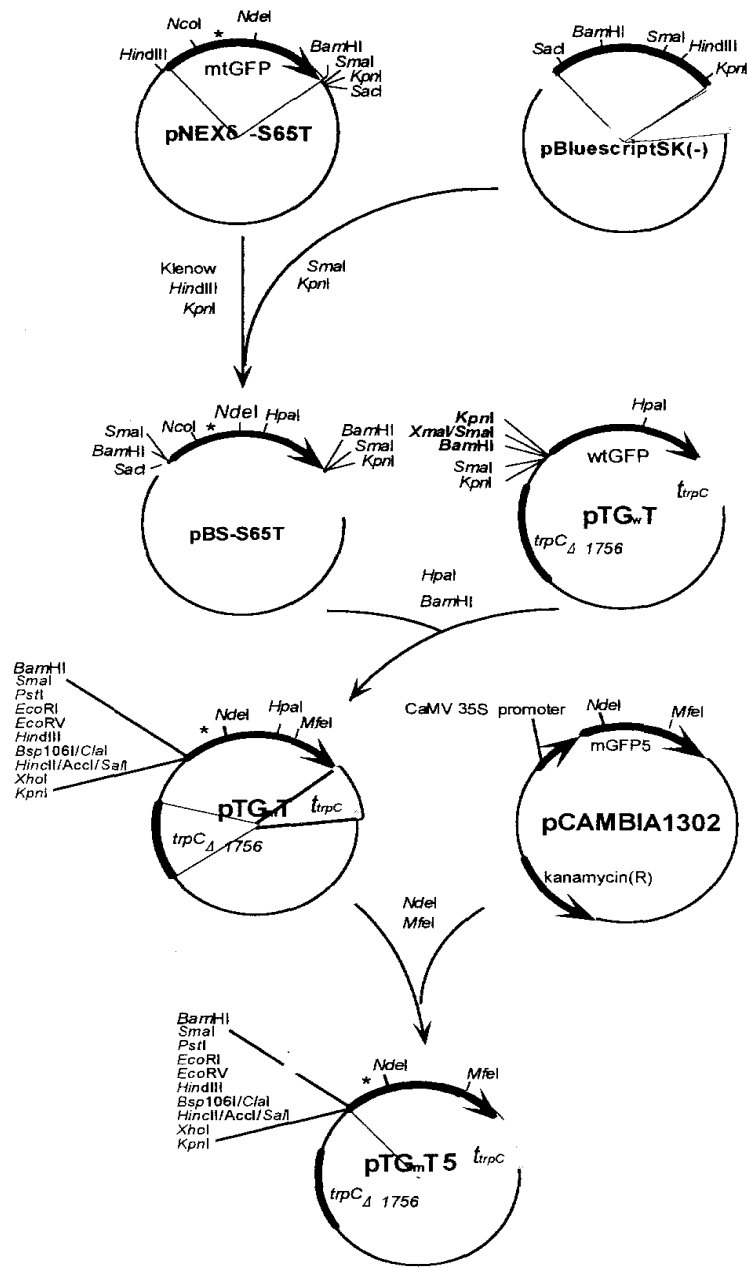 NcoI
*
NdeI
HindIII
BamHI
SmaI
KpnI
SacI
mtGFP
pNEXδ -S65T
SacI
BamHI
SmaI
HindIII
KpnI
pBluescriptSK(-)
Klenow
HindIII
KpnI
SmaI
KpnI
SmaI
BamHI
SacI
NcoI
*
NdeI
HpaI
BamHI
SmaI
KpnI
pBS-S65T
KpnI
XmaI/SmaI
BamHI
SmaI
KpnI
HpaI
wtGFP
ttrpC
pTGwT
trpCΔ 1756
HpaI
BamHI
BamHI
SmaI
PstI
EcoRI
EcoRV
HindIII
Bsp106I/ClaI
HincII/AccI/SalI
XhoI
KpnI
*
NdeI
HpaI
MfeI
ttrpC
trpCΔ 1756
CaMV 35S promoter
NdeI
MfeI
mGFP5
pCAMBIA1302
kanamycin(R)
NdeI
MfeI
BamHI
SmaI
PstI
EcoRI
EcoRV
HindIII
Bsp106I/ClaI
HincII/AccI/SalI
XhoI
KpnI
*
NdeI
MfeI
pTGmT5
ttrpC
trpCΔ 1756